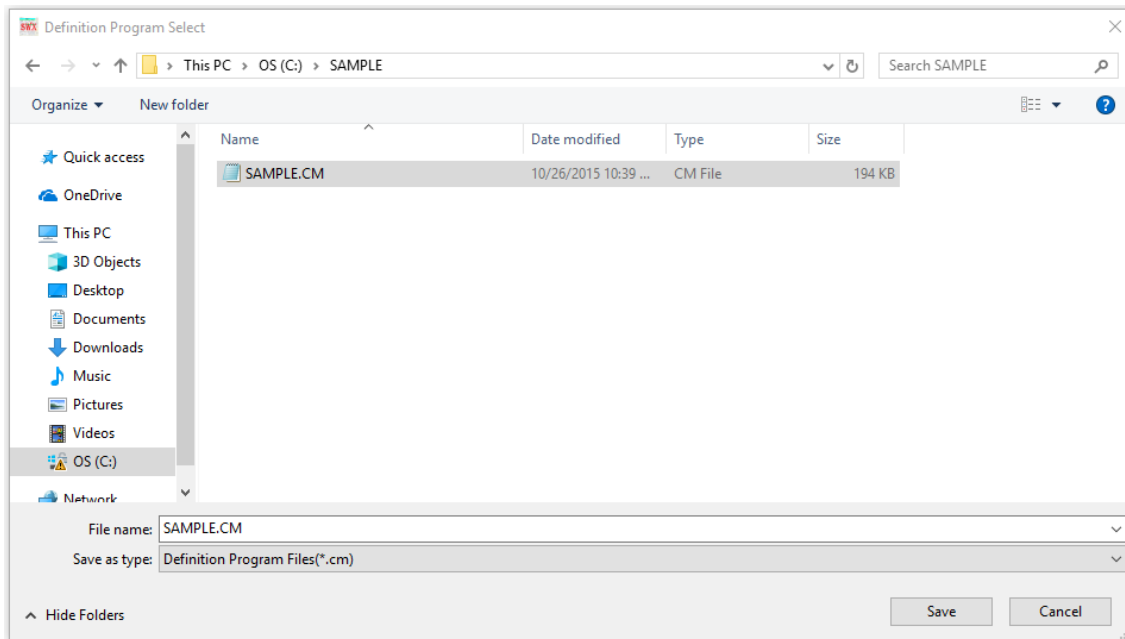 SWX Definition Program Select
This PC > OS (C:) > SAMPLE
Search SAMPLE
Organize New folder
?
Name Date modified Type Size
SAMPLE.CM 10/26/2015 10:39 ... CM File 194 KB
Quick access
OneDrive
This PC
3D Objects
Desktop
Documents
Downloads
Music
Pictures
Videos
OS (C:)
Network
File name: SAMPLE.CM
Save as type: Definition Program Files(*.cm)
Hide Folders
Save
Cancel